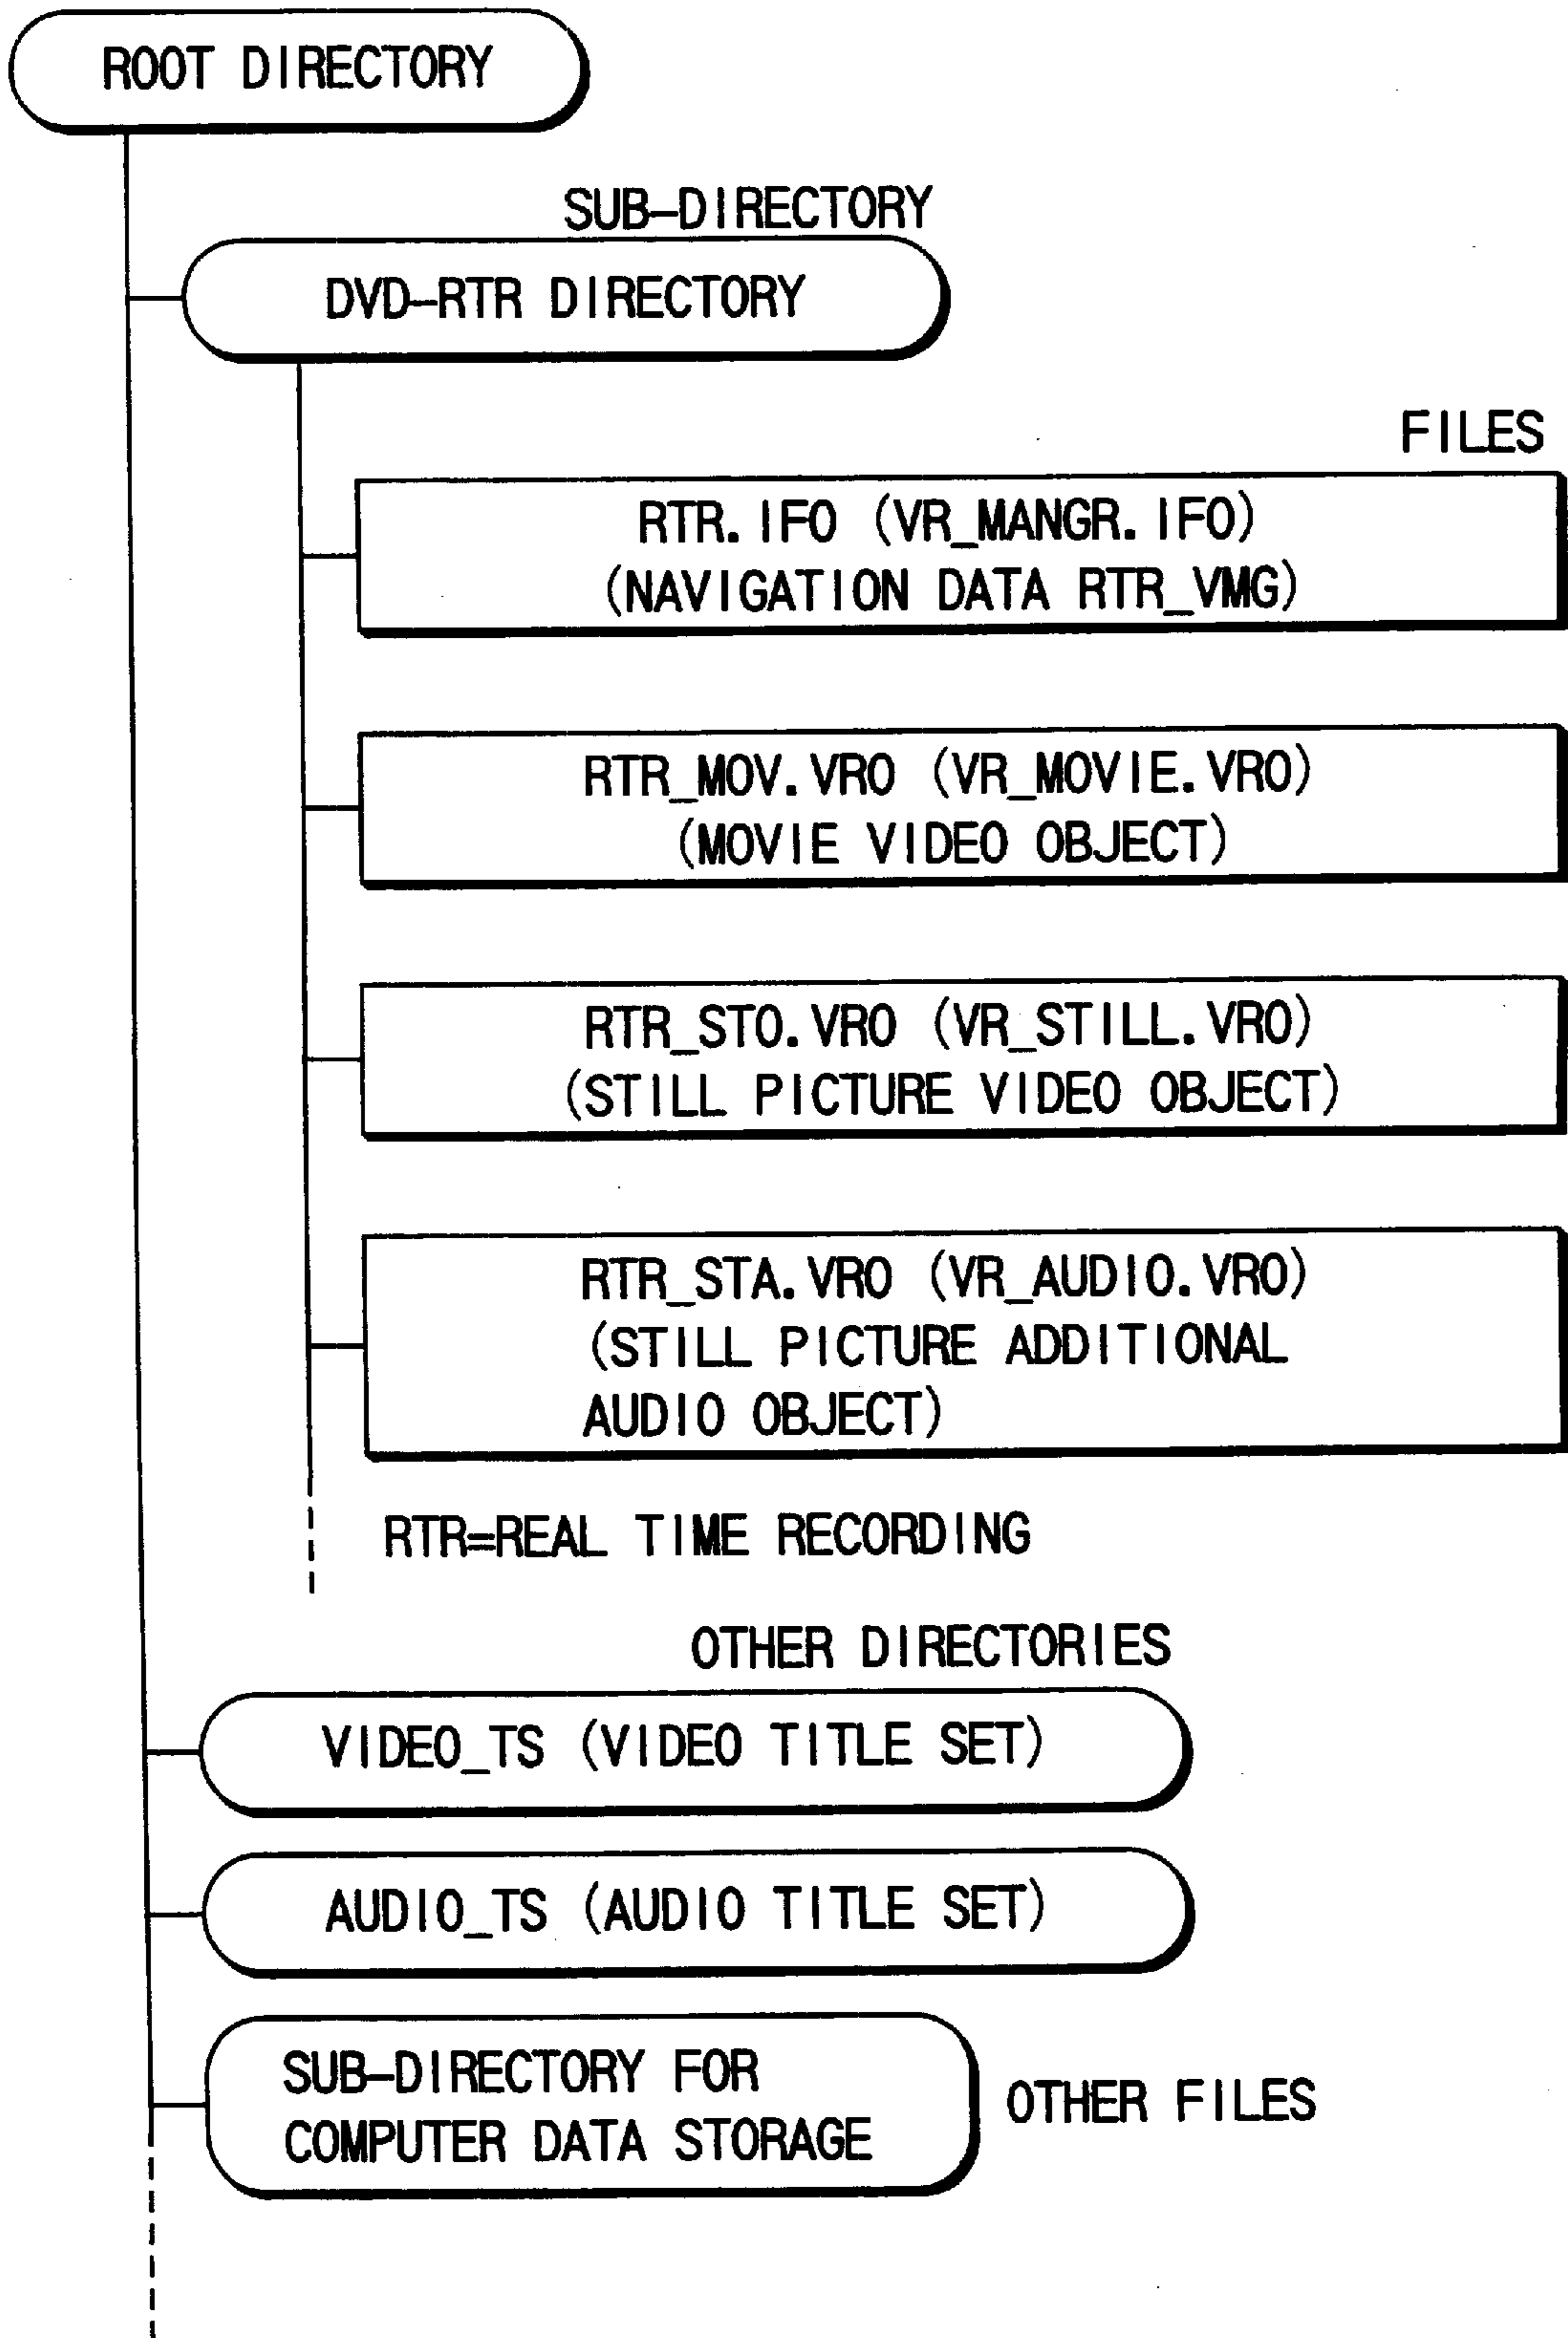 ROOT DIRECTORY
SUB-DIRECTORY
DVD-RTR DIRECTORY
FILES
RTR.IFO (VR_MANGR.IFO)
(NAVIGATION DATA RTR_VMG)
RTR_MOV.VRO (VR_MOVIE.VRO)
(MOVIE VIDEO OBJECT)
RTR_STO.VRO (VR_STILL.VRO)
(STILL PICTURE VIDEO OBJECT)
RTR_STA.VRO (VR_AUDIO.VRO)
(STILL PICTURE ADDITIONAL
AUDIO OBJECT)
RTR=REAL TIME RECORDING
OTHER DIRECTORIES
VIDEO_TS (VIDEO TITLE SET)
AUDIO_TS (AUDIO TITLE SET)
SUB-DIRECTORY FOR
COMPUTER DATA STORAGE
OTHER FILES